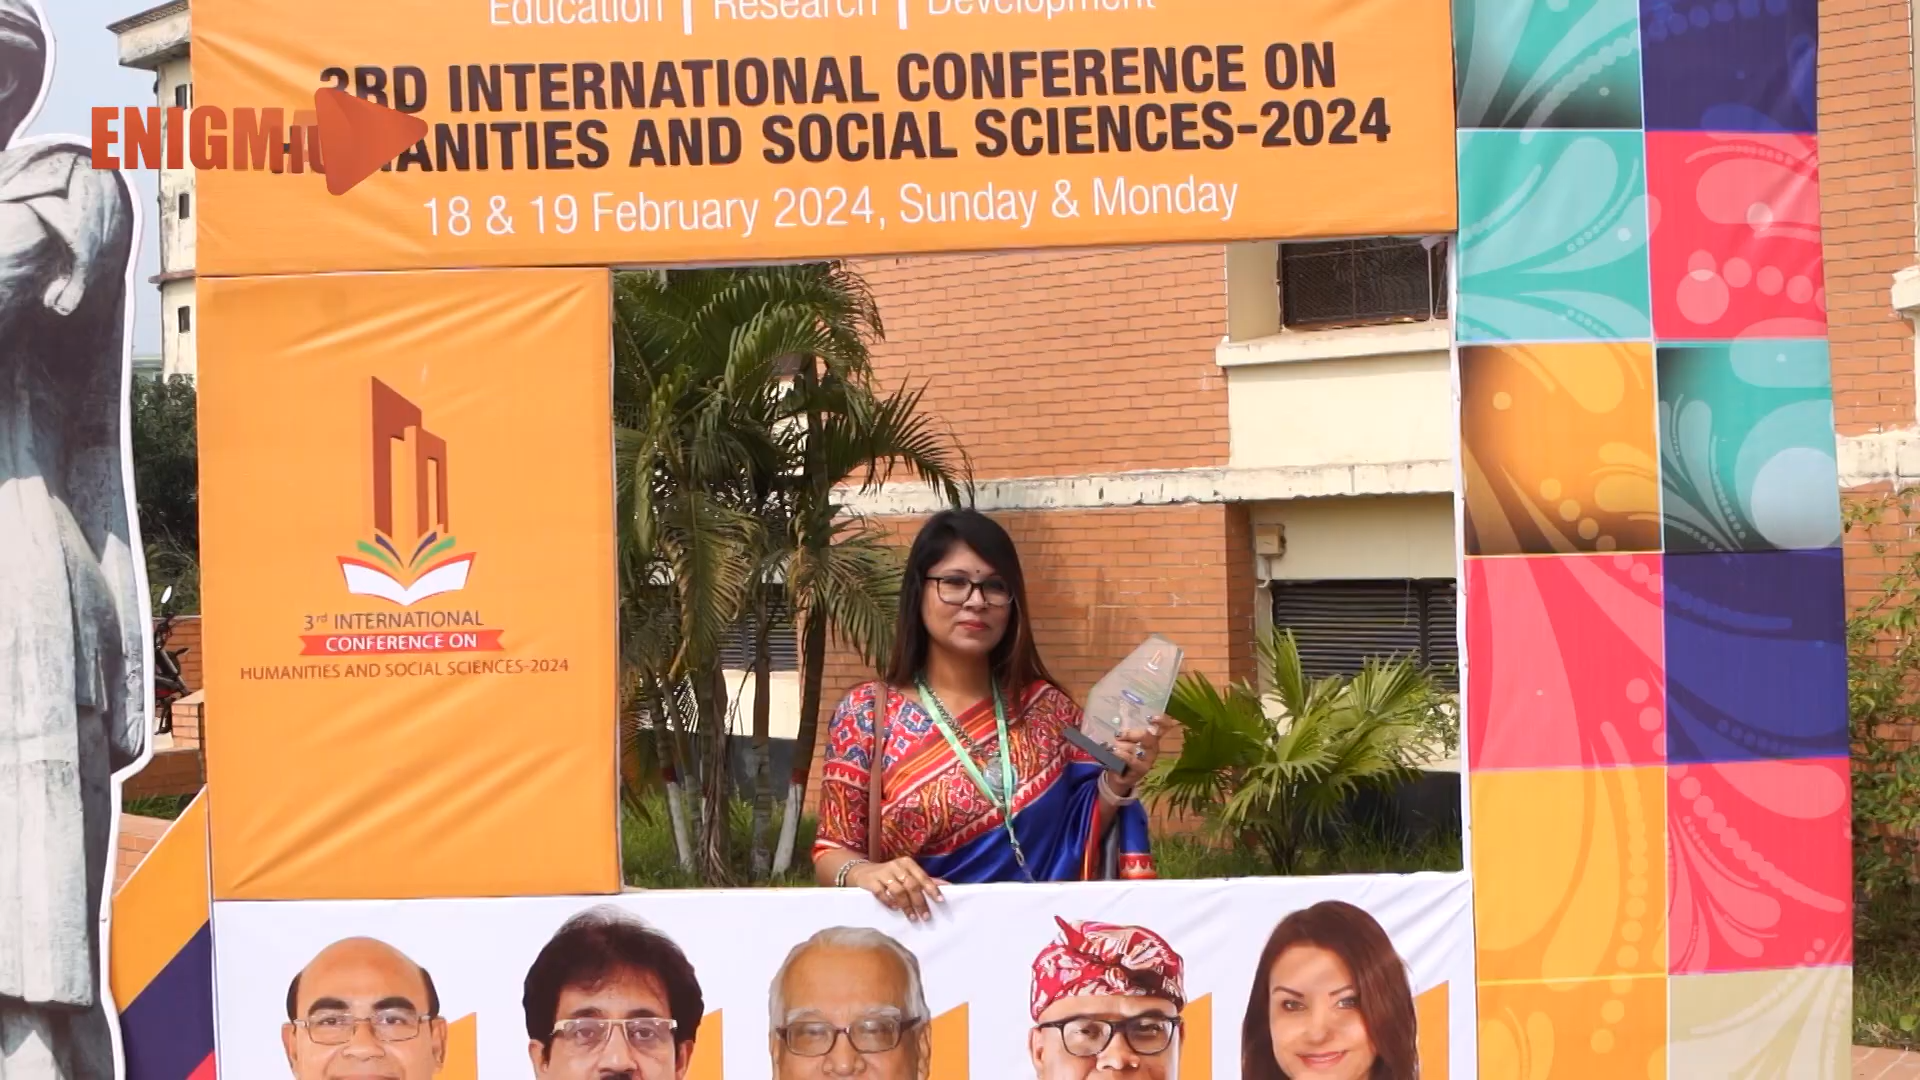 Education | Research | Development
3RD INTERNATIONAL CONFERENCE ON
HUMANITIES AND SOCIAL SCIENCES-2024
18 & 19 February 2024, Sunday & Monday
ENIGMA
3rd INTERNATIONAL
CONFERENCE ON
HUMANITIES AND SOCIAL SCIENCES-2024